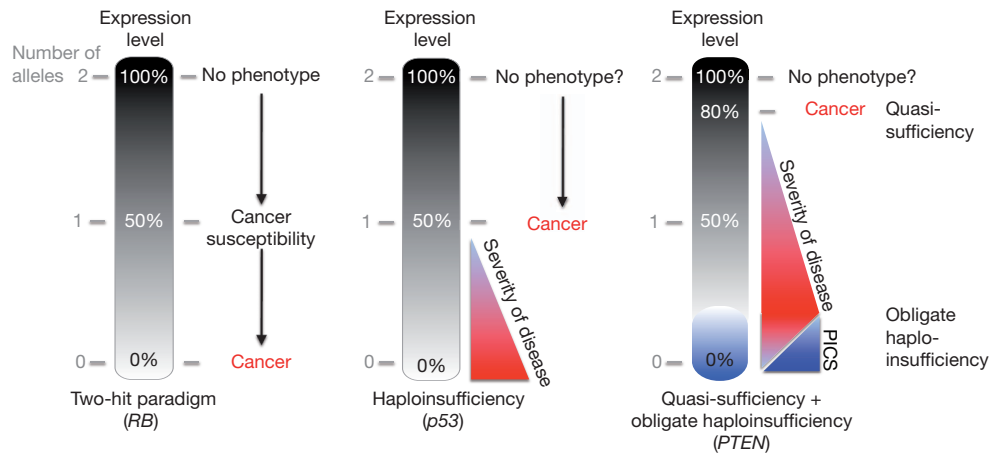 Expression
level
Number of
alleles
2
100%
No phenotype
1
50%
Cancer
susceptibility
0
0%
Cancer
Two-hit paradigm
(RB)
Expression
level
2
100%
No phenotype?
1
50%
Cancer
Severity of disease
0
0%
Haploinsufficiency
(p53)
Expression
level
2
100%
No phenotype?
80%
Cancer
Quasi-
sufficiency
1
50%
Severity of disease
Obligate
haplo-
insufficiency
PICS
0
0%
Quasi-sufficiency +
obligate haploinsufficiency
(PTEN)